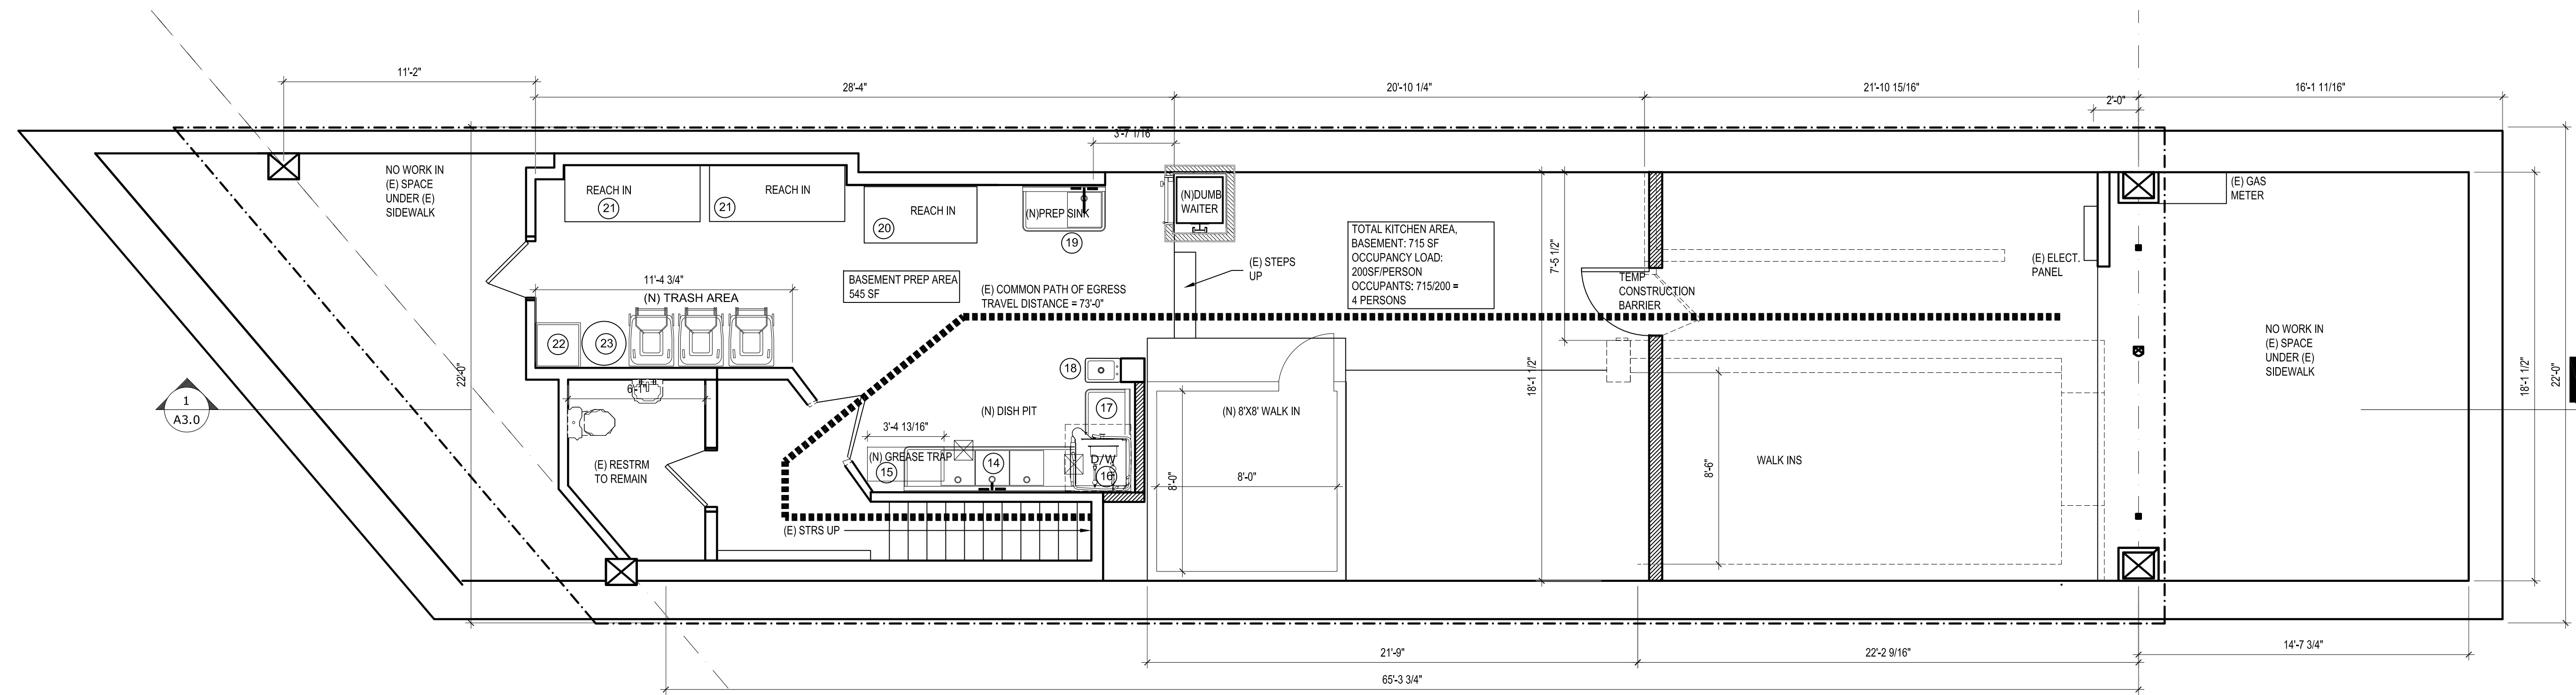 11'-2"
28'-4"
20'-10 1/4"
21'-10 15/16"
16'-1 11/16"
2'-0"
3'-7 1/16"
NO WORK IN
(E) SPACE
UNDER (E)
SIDEWALK
REACH IN
21
REACH IN
21
REACH IN
20
(N)PREP SINK
19
(N)DUMB
WAITER
(E) STEPS
UP
TOTAL KITCHEN AREA,
BASEMENT: 715 SF
OCCUPANCY LOAD:
200SF/PERSON
OCCUPANTS: 715/200 =
4 PERSONS
7'-5 1/2"
TEMP
CONSTRUCTION
BARRIER
(E) ELECT.
PANEL
(E) GAS
METER
11'-4 3/4"
(N) TRASH AREA
BASEMENT PREP AREA
545 SF
(E) COMMON PATH OF EGRESS
TRAVEL DISTANCE = 73'-0"
22
23
18
17
22'-0"
6'-1"
1
A3.0
(N) DISH PIT
3'-4 13/16"
(N) GREASE TRAP
15
14
D/W
16
(E) RESTRM
TO REMAIN
(E) STRS UP
(N) 8'X8' WALK IN
8'-0"
8'-0"
18'-1 1/2"
WALK INS
8'-6"
NO WORK IN
(E) SPACE
UNDER (E)
SIDEWALK
18'-1 1/2"
22'-0"
21'-9"
22'-2 9/16"
14'-7 3/4"
65'-3 3/4"